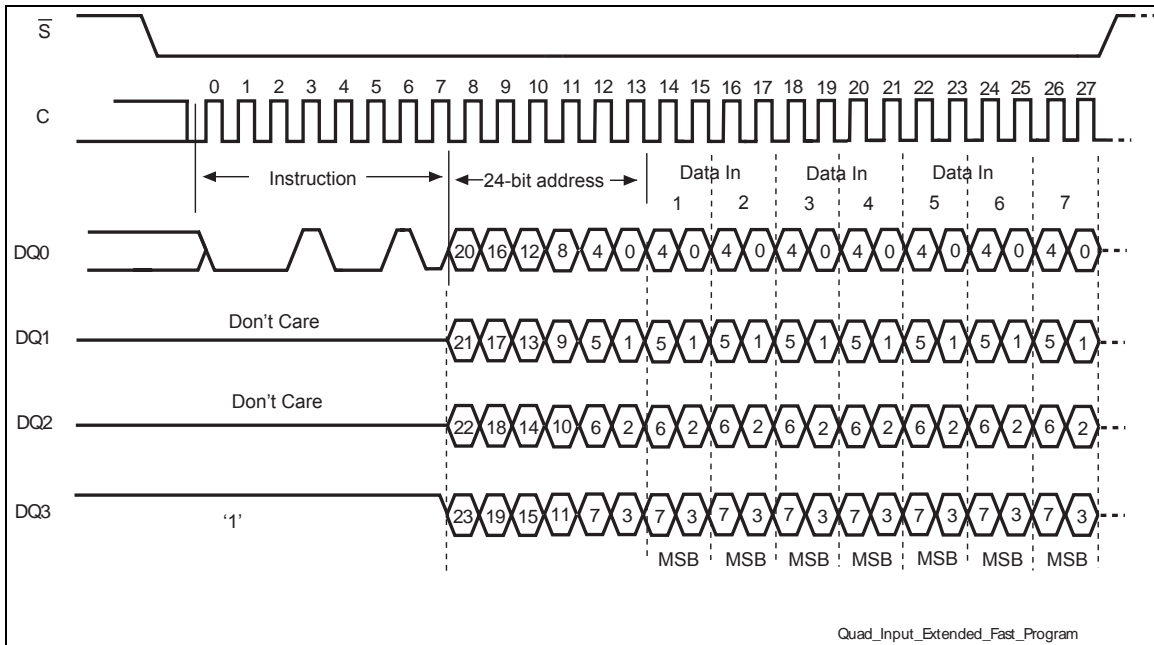 S
C
0 1 2 3 4 5 6 7 8 9 10 11 12 13 14 15 16 17 18 19 20 21 22 23 24 25 26 27
Instruction
24-bit address
Data In
Data In
Data In
1 2 3 4 5 6 7
DQ0
20 16 12 8 4 0 4 0 4 0 4 0 4 0 4 0 4 0 4 0
DQ1
Don't Care
21 17 13 9 5 1 5 1 5 1 5 1 5 1 5 1 5 1 5 1
DQ2
Don't Care
22 18 14 10 6 2 6 2 6 2 6 2 6 2 6 2 6 2 6 2
DQ3
'1'
23 19 15 11 7 3 7 3 7 3 7 3 7 3 7 3 7 3 7 3
MSB MSB MSB MSB MSB MSB MSB
Quad_Input_Extended_Fast_Program